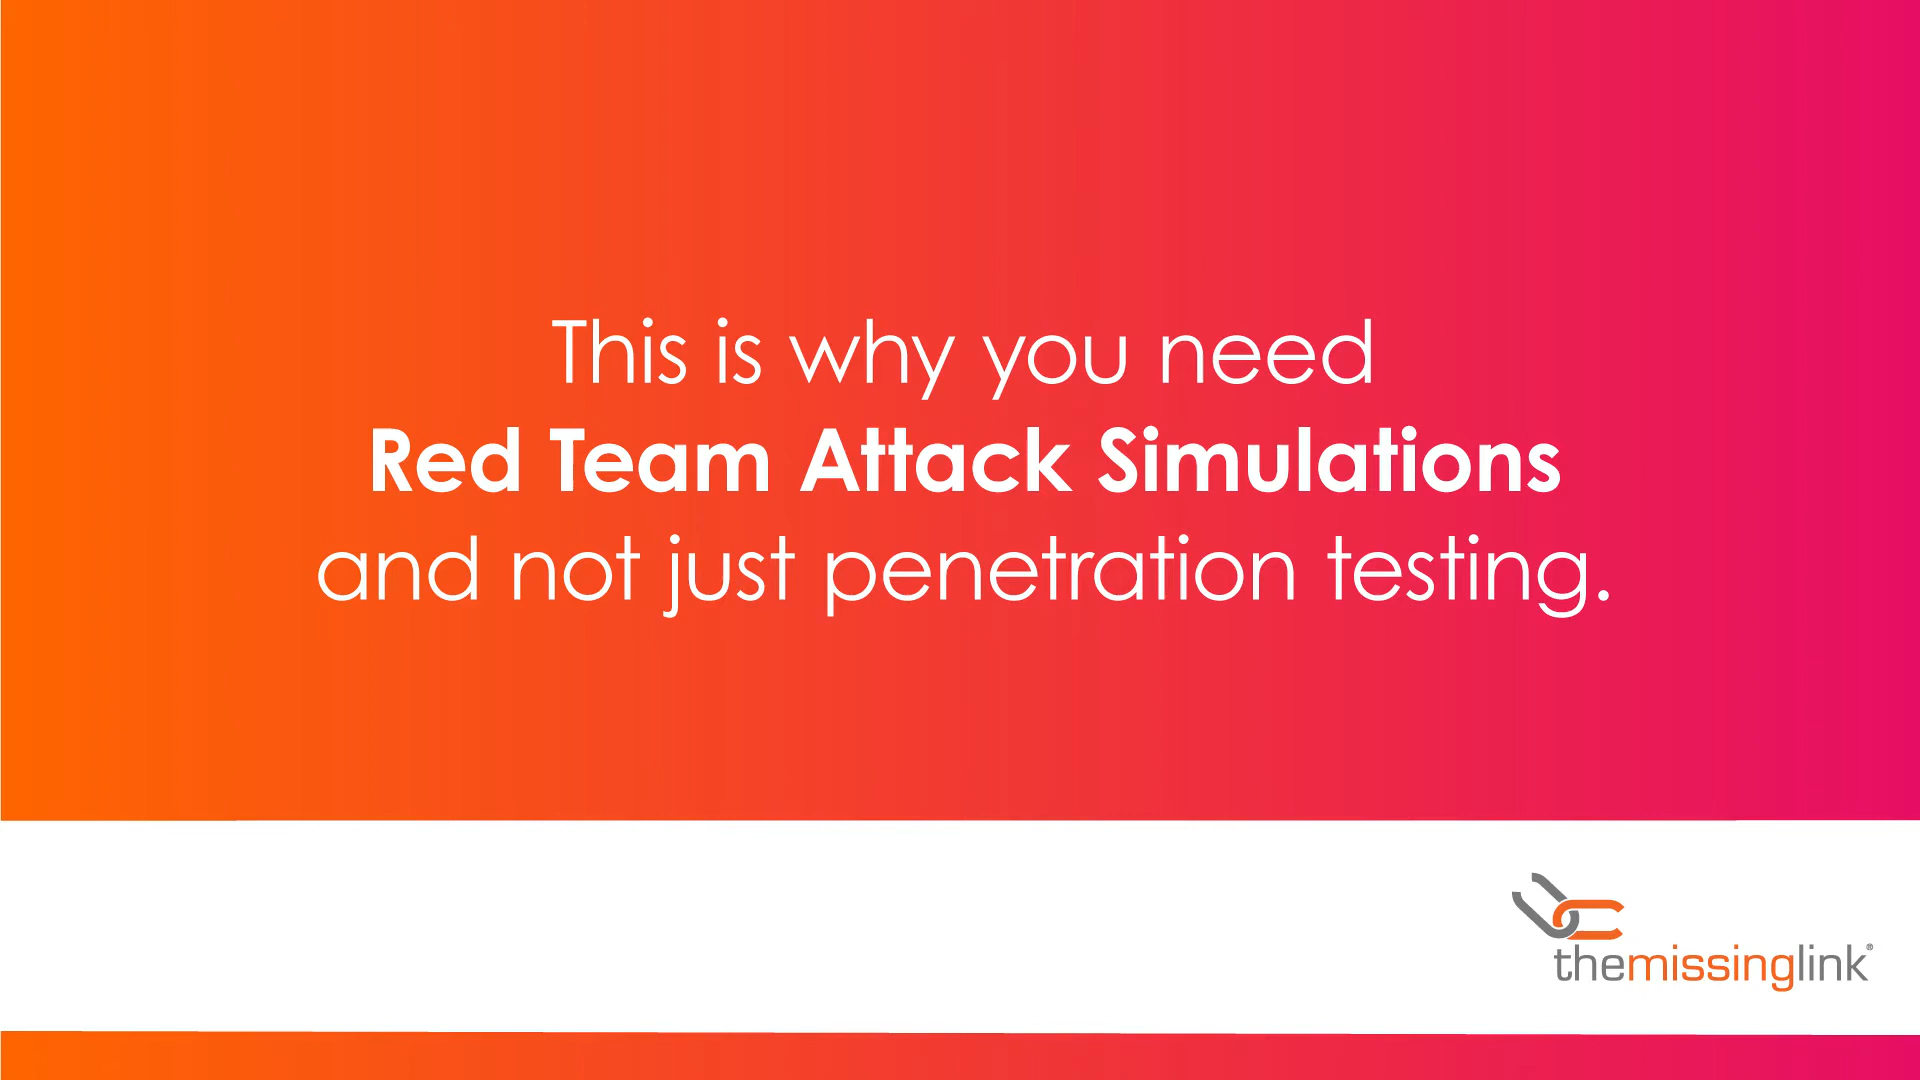 This is why you need
Red Team Attack Simulations
and not just penetration testing.
themissinglink®